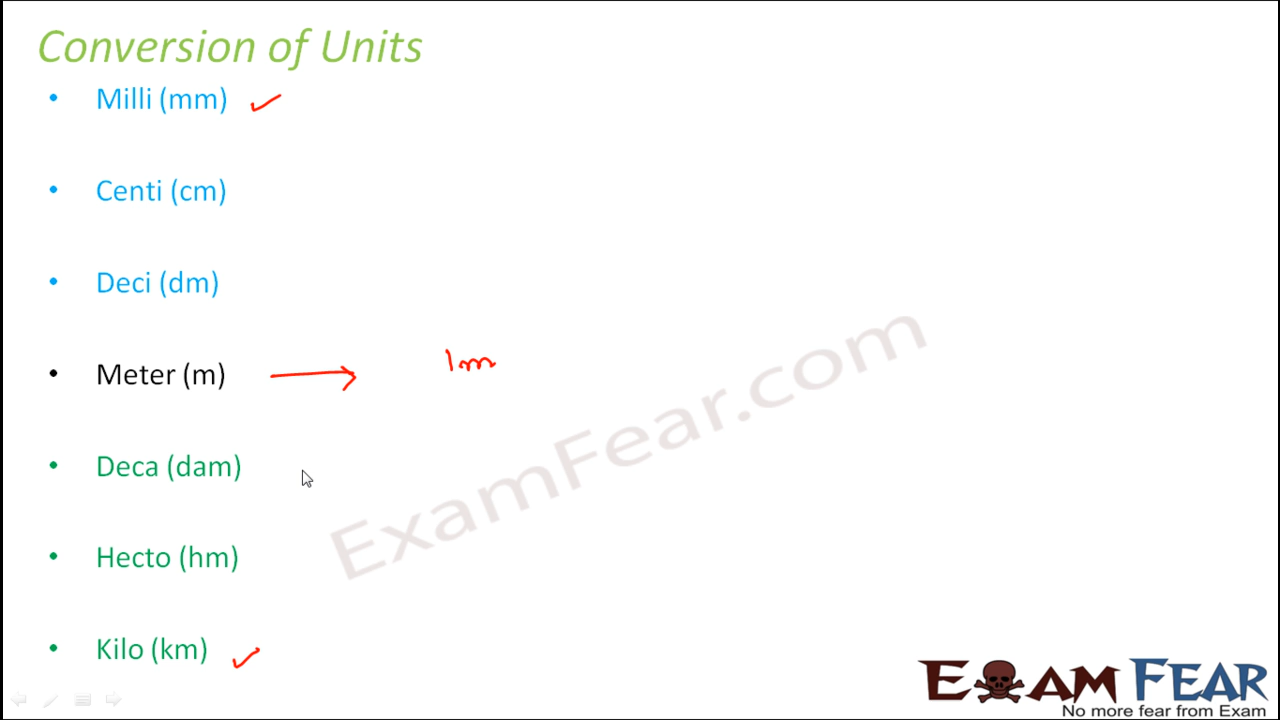 Conversion of Units
• Milli (mm)
• Centi (cm)
• Deci (dm)
• Meter (m) 1m
• Deca (dam)
• Hecto (hm)
• Kilo (km)
ExamFear.com
EXAM FEAR
No more fear from Exam